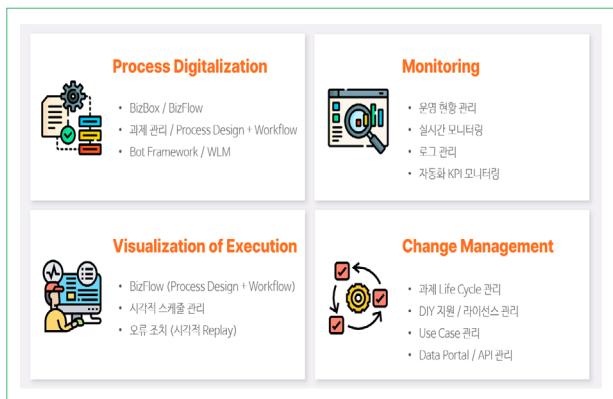 Process Digitalization
• BizBox / BizFlow
• 과제 관리 / Process Design + Workflow
• Bot Framework / WLM
Monitoring
• 운영 현황 관리
• 실시간 모니터링
• 로그 관리
• 자동화 KPI 모니터링
Visualization of Execution
• BizFlow (Process Design + Workflow)
• 시각적 스케줄 관리
• 오류 조치 (시각적 Replay)
Change Management
• 과제 Life Cycle 관리
• DIY 지원 / 라이선스 관리
• Use Case 관리
• Data Portal / API 관리